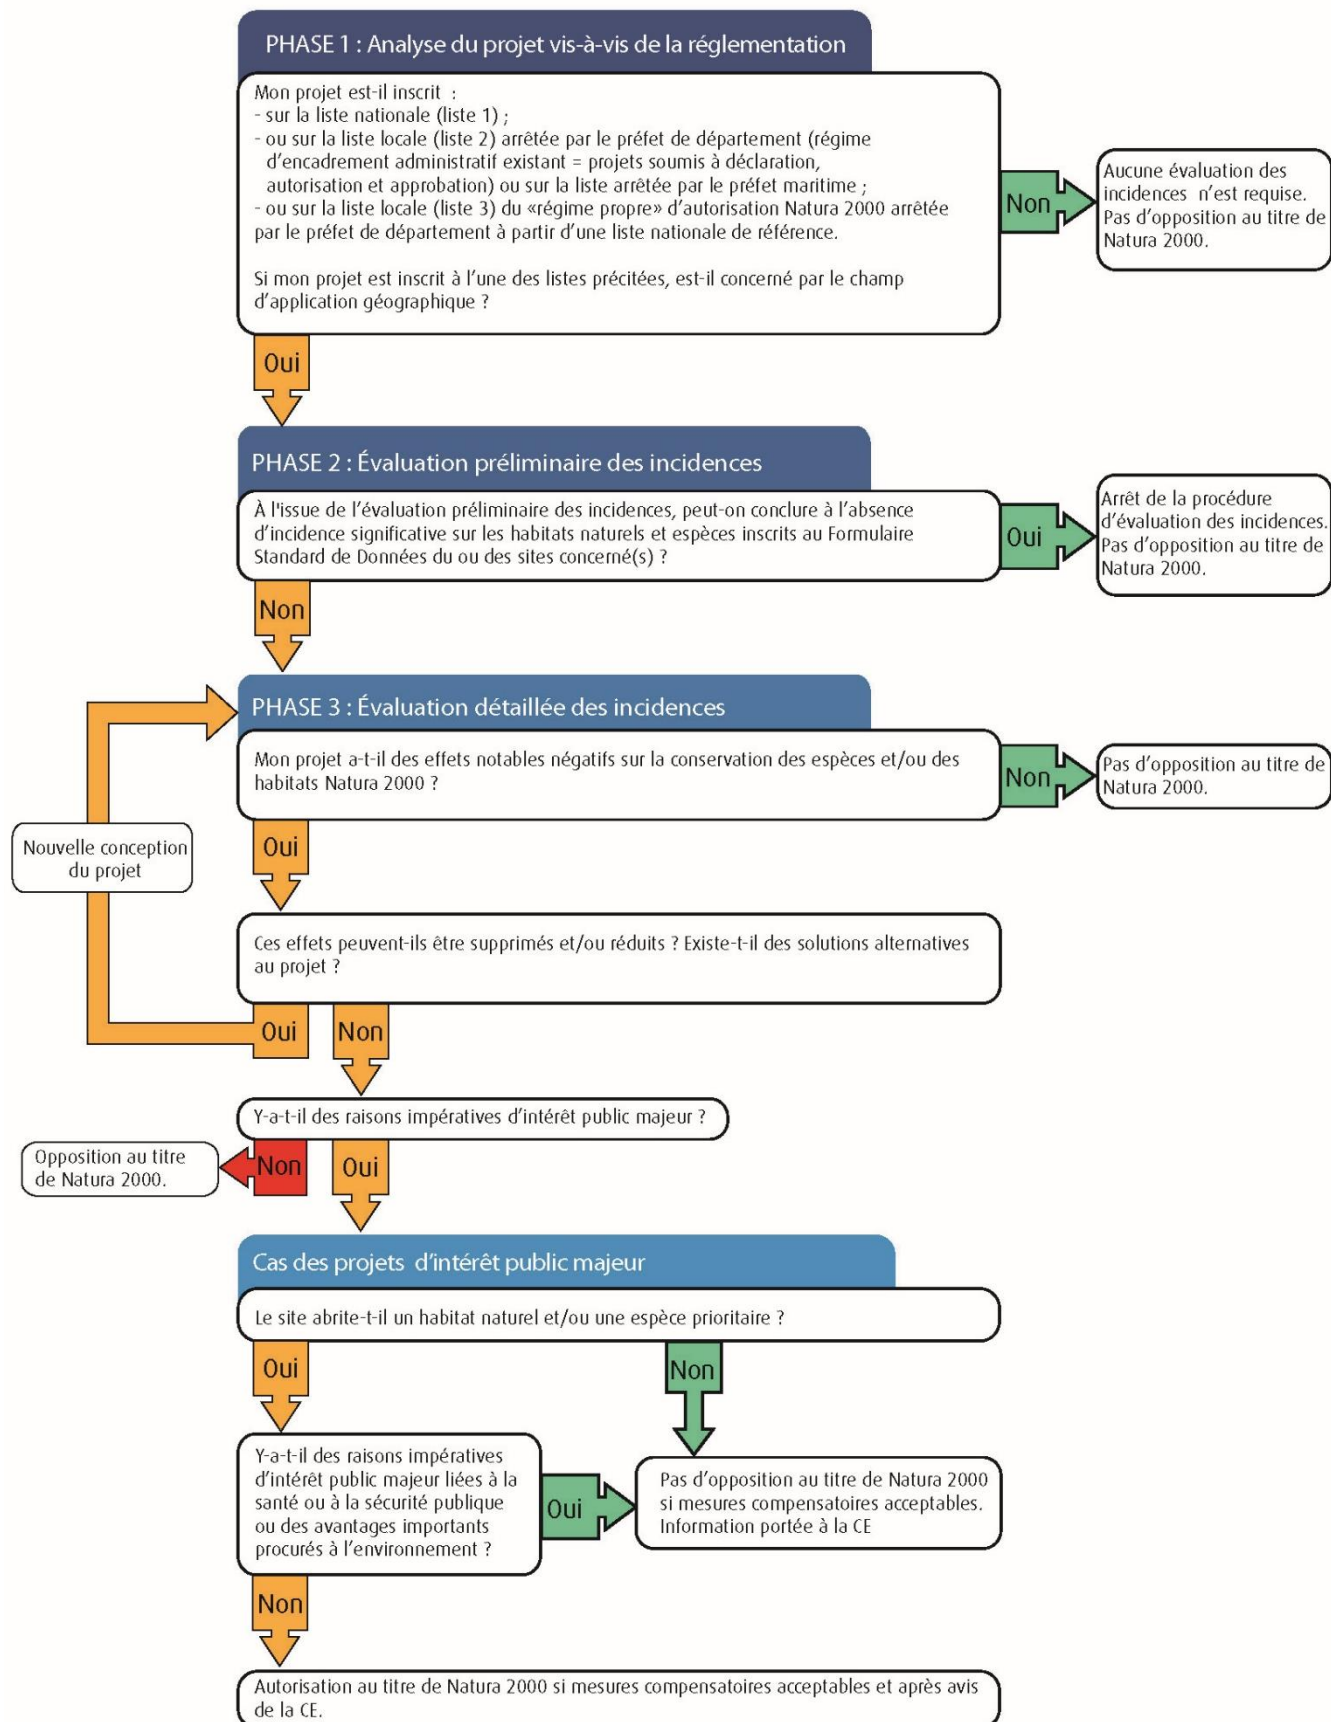 PHASE 1 : Analyse du projet vis-à-vis de la réglementation
Mon projet est-il inscrit :
- sur la liste nationale (liste 1) ;
- ou sur la liste locale (liste 2) arrêtée par le préfet de département (régime
d'encadrement administratif existant = projets soumis à déclaration,
autorisation et approbation) ou sur la liste arrêtée par le préfet maritime ;
- ou sur la liste locale (liste 3) du «régime propre» d'autorisation Natura 2000 arrêtée
par le préfet de département à partir d'une liste nationale de référence.
Si mon projet est inscrit à l'une des listes précitées, est-il concerné par le champ
d'application géographique ?
Non
Aucune évaluation des
incidences n'est requise.
Pas d'opposition au titre de
Natura 2000.
Oui
PHASE 2 : Évaluation préliminaire des incidences
À l'issue de l'évaluation préliminaire des incidences, peut-on conclure à l'absence
d'incidence significative sur les habitats naturels et espèces inscrits au Formulaire
Standard de Données du ou des sites concerné(s) ?
Oui
Arrêt de la procédure
d'évaluation des incidences.
Pas d'opposition au titre de
Natura 2000.
Non
PHASE 3 : Évaluation détaillée des incidences
Mon projet a-t-il des effets notables négatifs sur la conservation des espèces et/ou des
habitats Natura 2000 ?
Non
Pas d'opposition au titre de
Natura 2000.
Nouvelle conception
du projet
Oui
Ces effets peuvent-ils être supprimés et/ou réduits ? Existe-t-il des solutions alternatives
au projet ?
Oui
Non
Y-a-t-il des raisons impératives d'intérêt public majeur ?
Opposition au titre
de Natura 2000.
Non
Oui
Cas des projets d'intérêt public majeur
Le site abrite-t-il un habitat naturel et/ou une espèce prioritaire ?
Oui
Non
Y-a-t-il des raisons impératives
d'intérêt public majeur liées à la
santé ou à la sécurité publique
ou des avantages importants
procurés à l'environnement ?
Oui
Pas d'opposition au titre de Natura 2000
si mesures compensatoires acceptables.
Information portée à la CE
Non
Autorisation au titre de Natura 2000 si mesures compensatoires acceptables et après avis
de la CE.